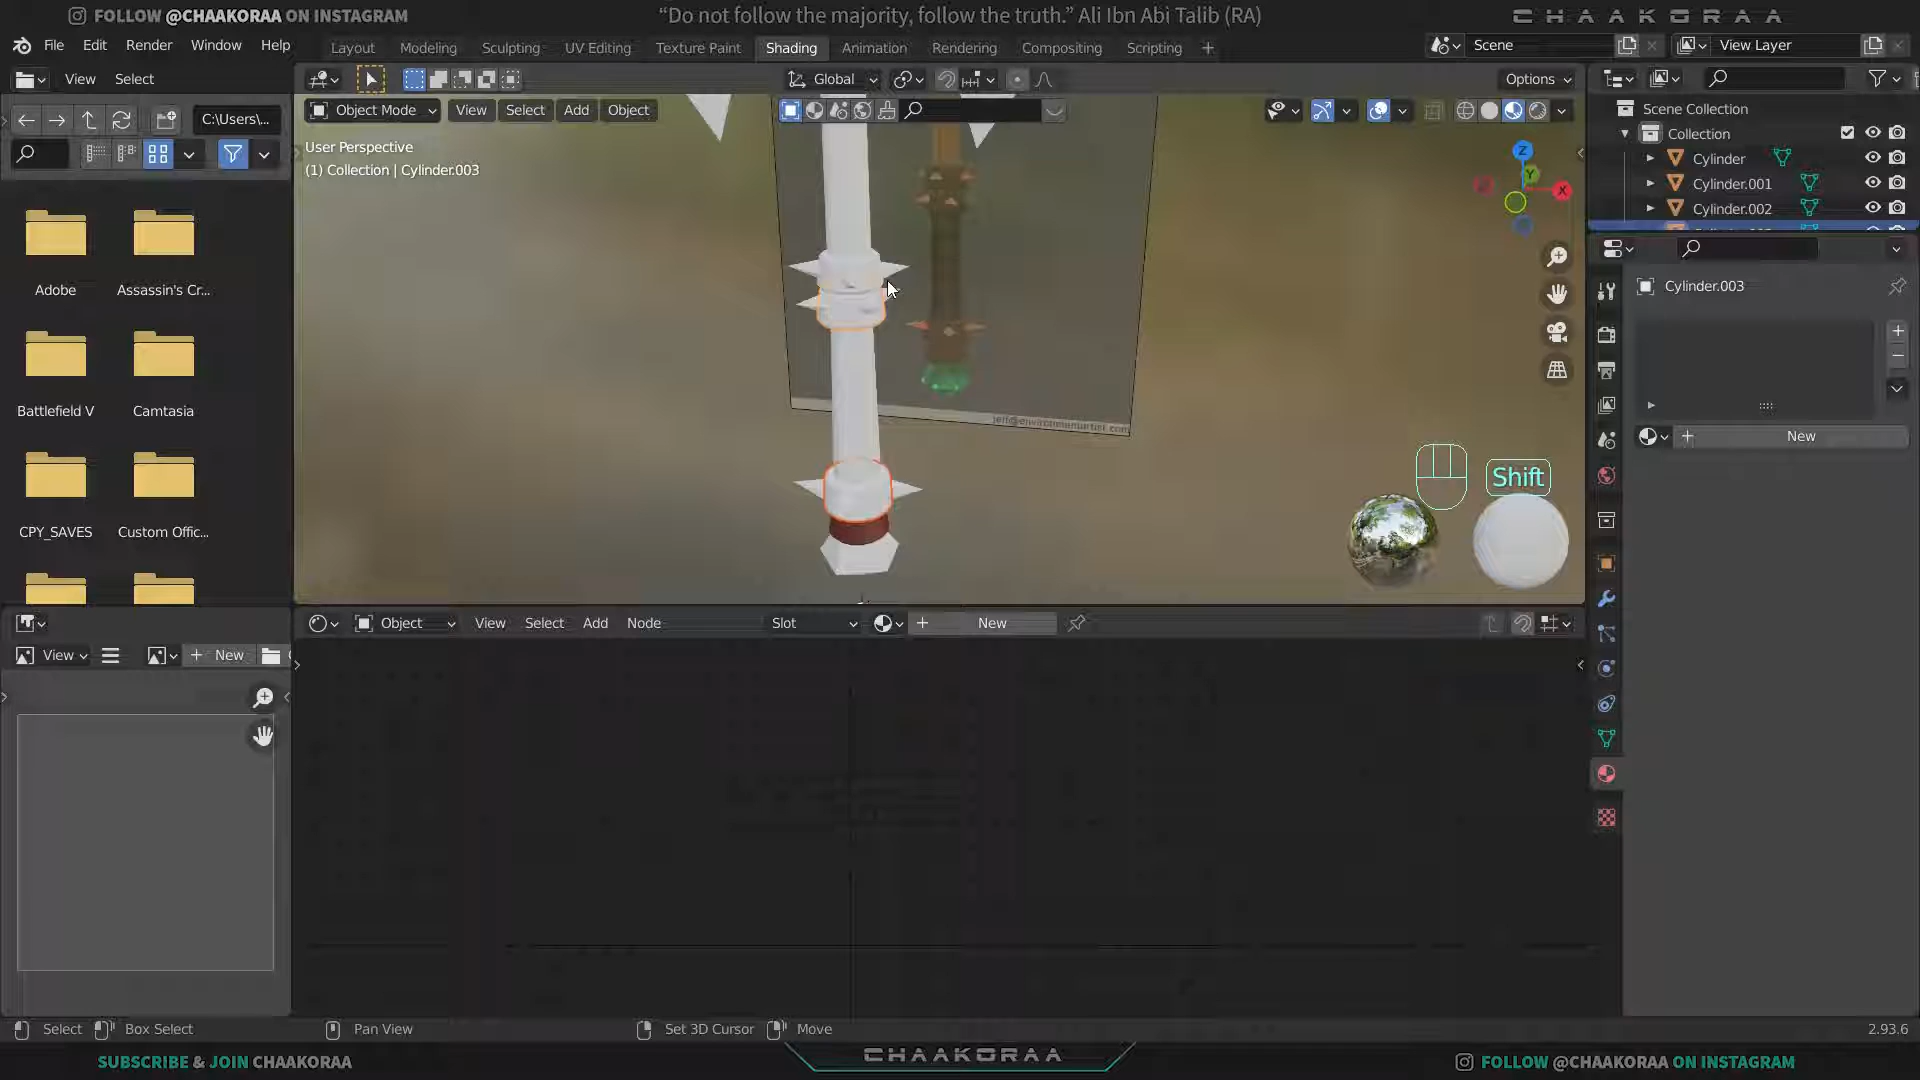 FOLLOW @CHAAKORAA ON INSTAGRAM
“Do not follow the majority, follow the truth.” Ali Ibn Abi Talib (RA)
CHAAKORAA
File Edit Render Window Help
Layout Modeling Sculpting UV Editing Texture Paint Shading Animation Rendering Compositing Scripting +
Scene
View Layer
View Select
Global
Options
Object Mode View Select Add Object
C:\Users\...
User Perspective
(1) Collection | Cylinder.003
Scene Collection
Collection
Cylinder
Cylinder.001
Cylinder.002
Z
Y
X
Cylinder.003
New
Adobe
Assassin's Cr...
Battlefield V
Camtasia
CPY_SAVES
Custom Offic...
jeff@environmentartist.com
Shift
Object View Select Add Node
Slot
New
View
New
Select
Box Select
Pan View
Set 3D Cursor
Move
2.93.6
SUBSCRIBE & JOIN CHAAKORAA
CHAAKORAA
FOLLOW @CHAAKORAA ON INSTAGRAM